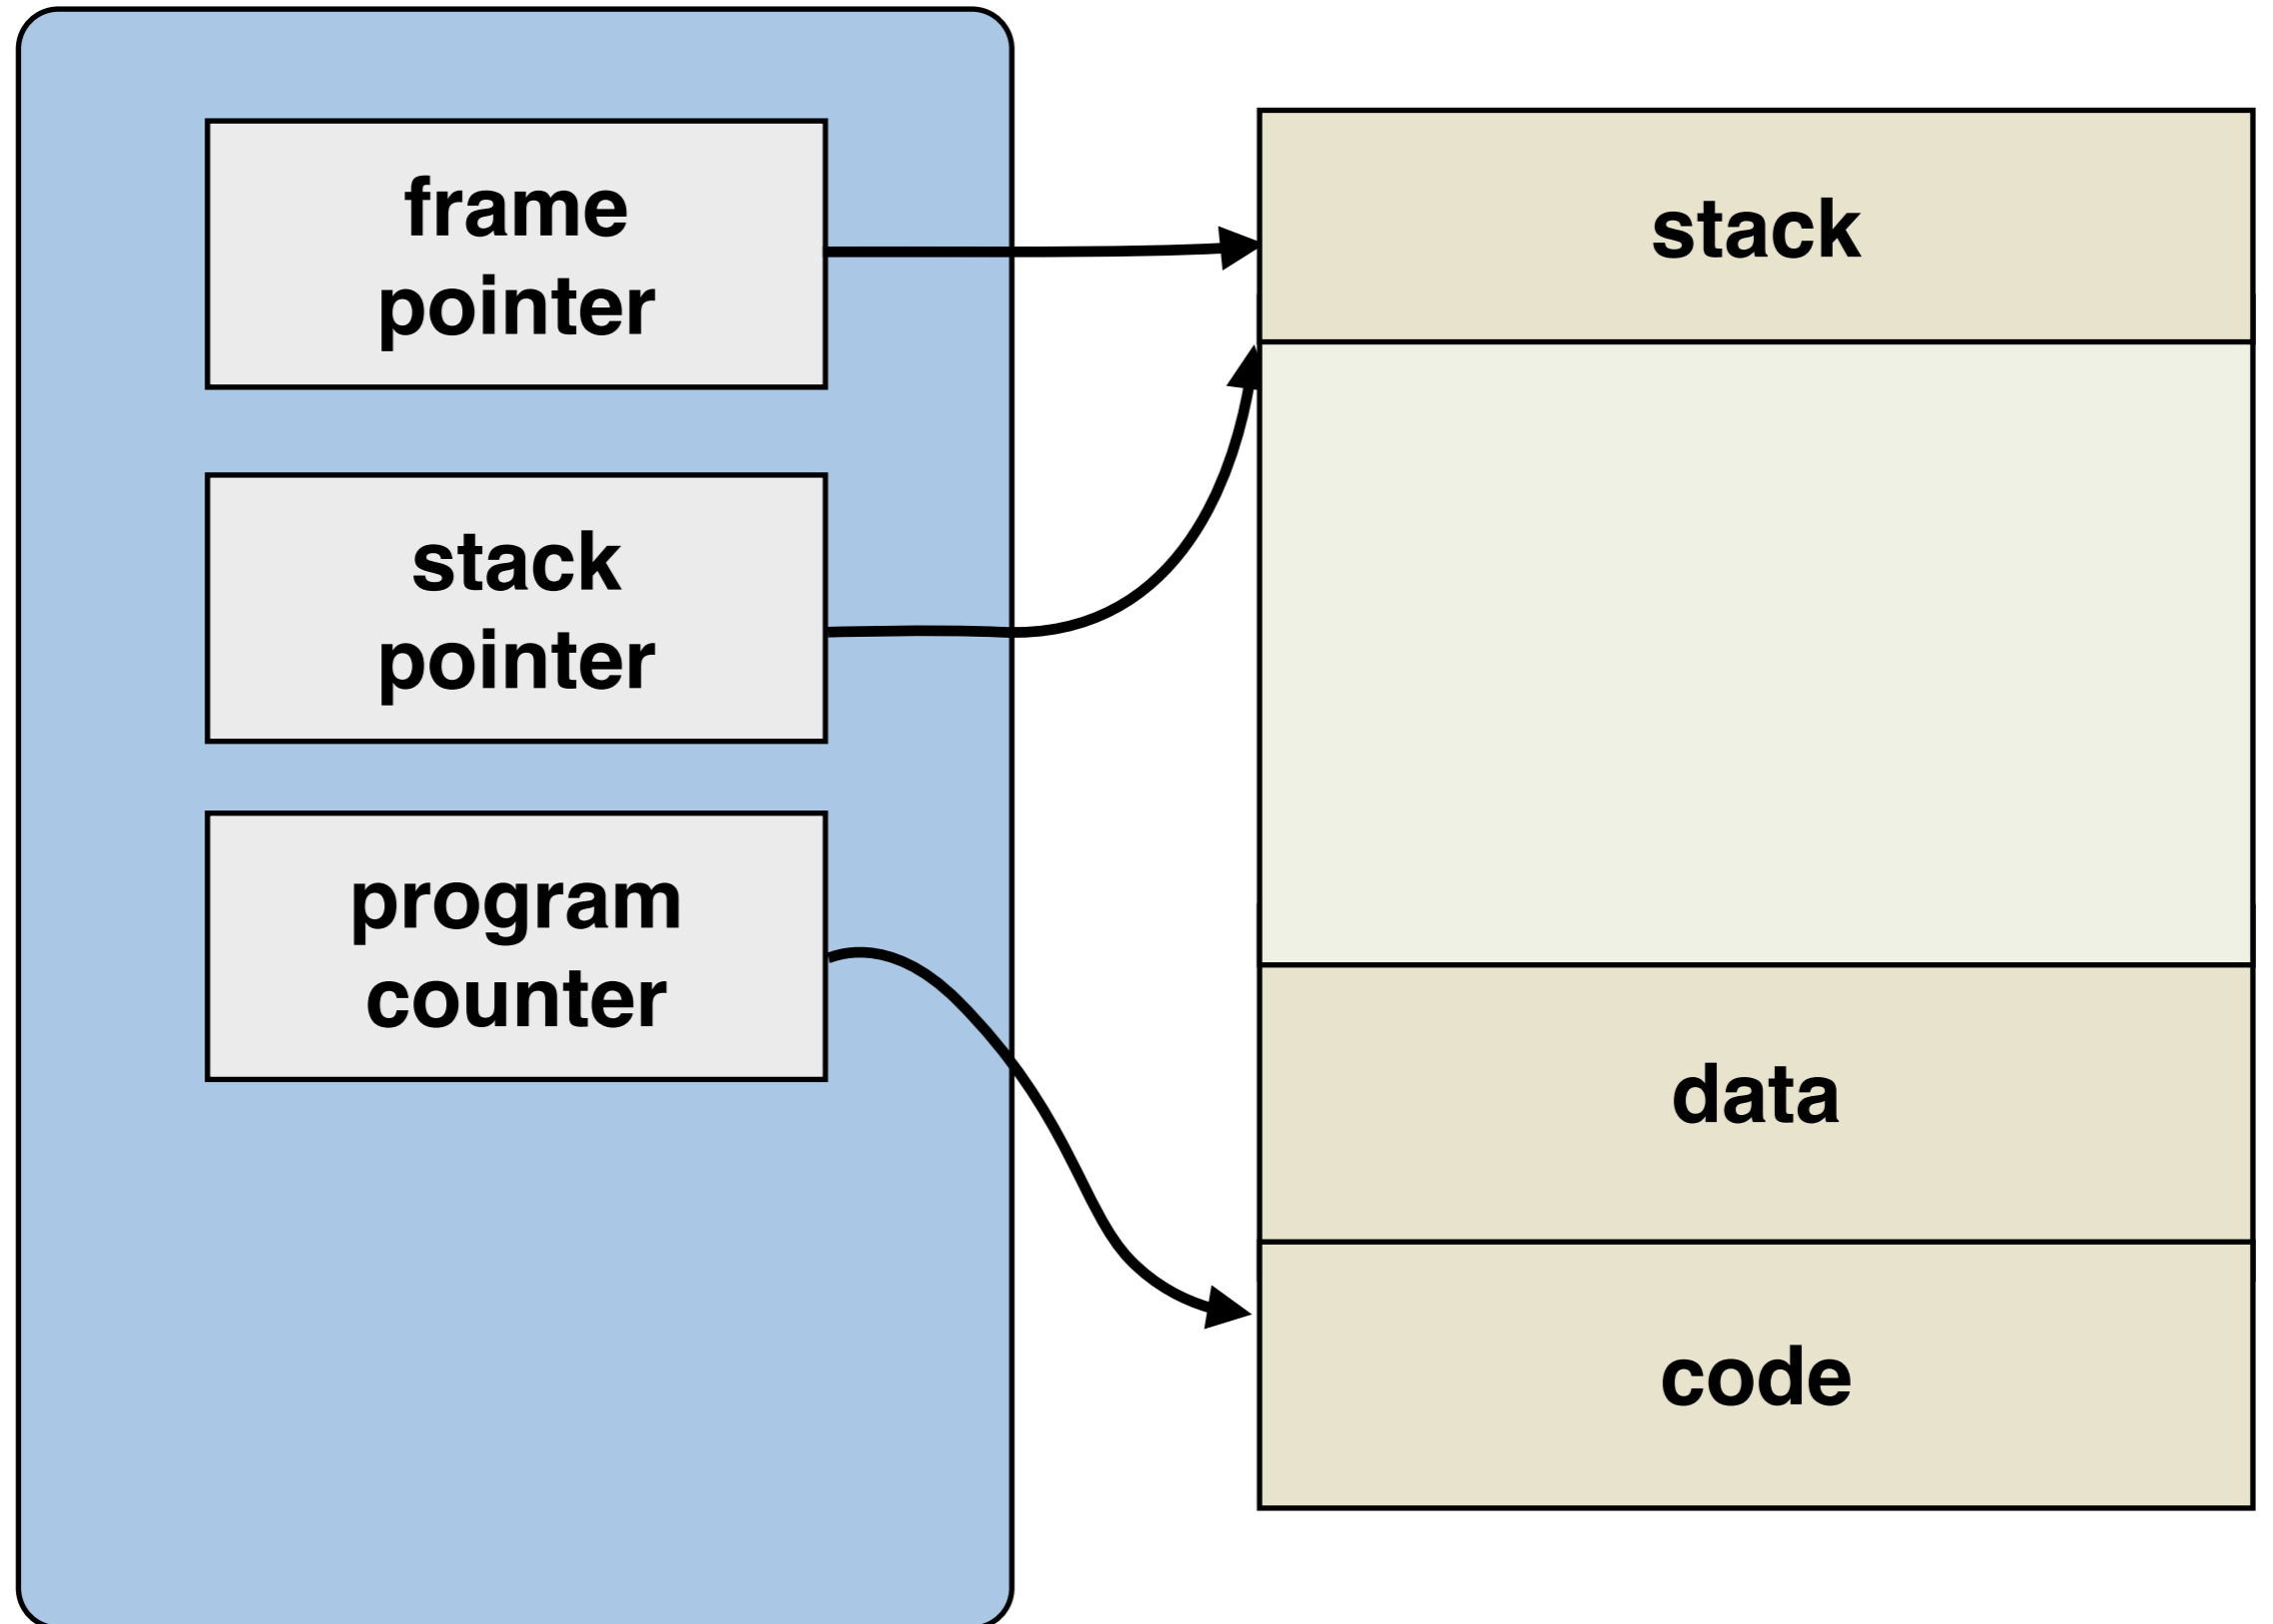 frame
pointer
stack
pointer
program
counter
stack
data
code